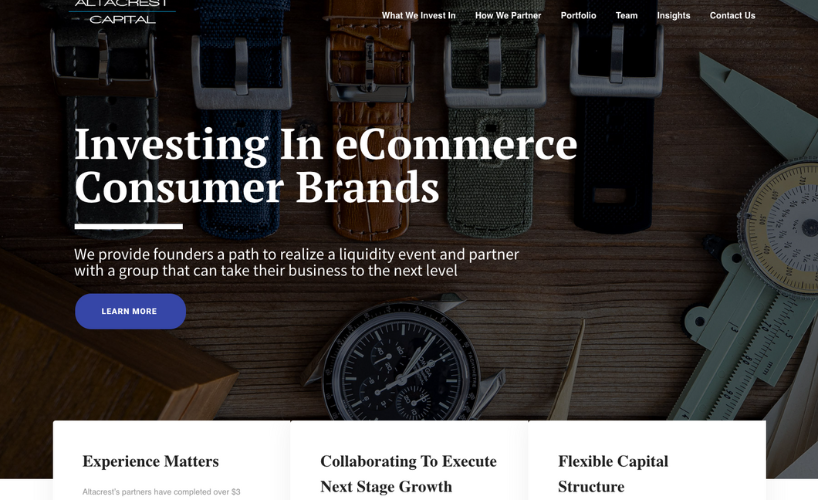 ALTACREST
CAPITAL
What We Invest In How We Partner Portfolio Team Insights Contact Us
Investing In eCommerce
Consumer Brands
We provide founders a path to realize a liquidity event and partner
with a group that can take their business to the next level
LEARN MORE
Experience Matters
Altacrest's partners have completed over $3
Collaborating To Execute
Next Stage Growth
Flexible Capital
Structure